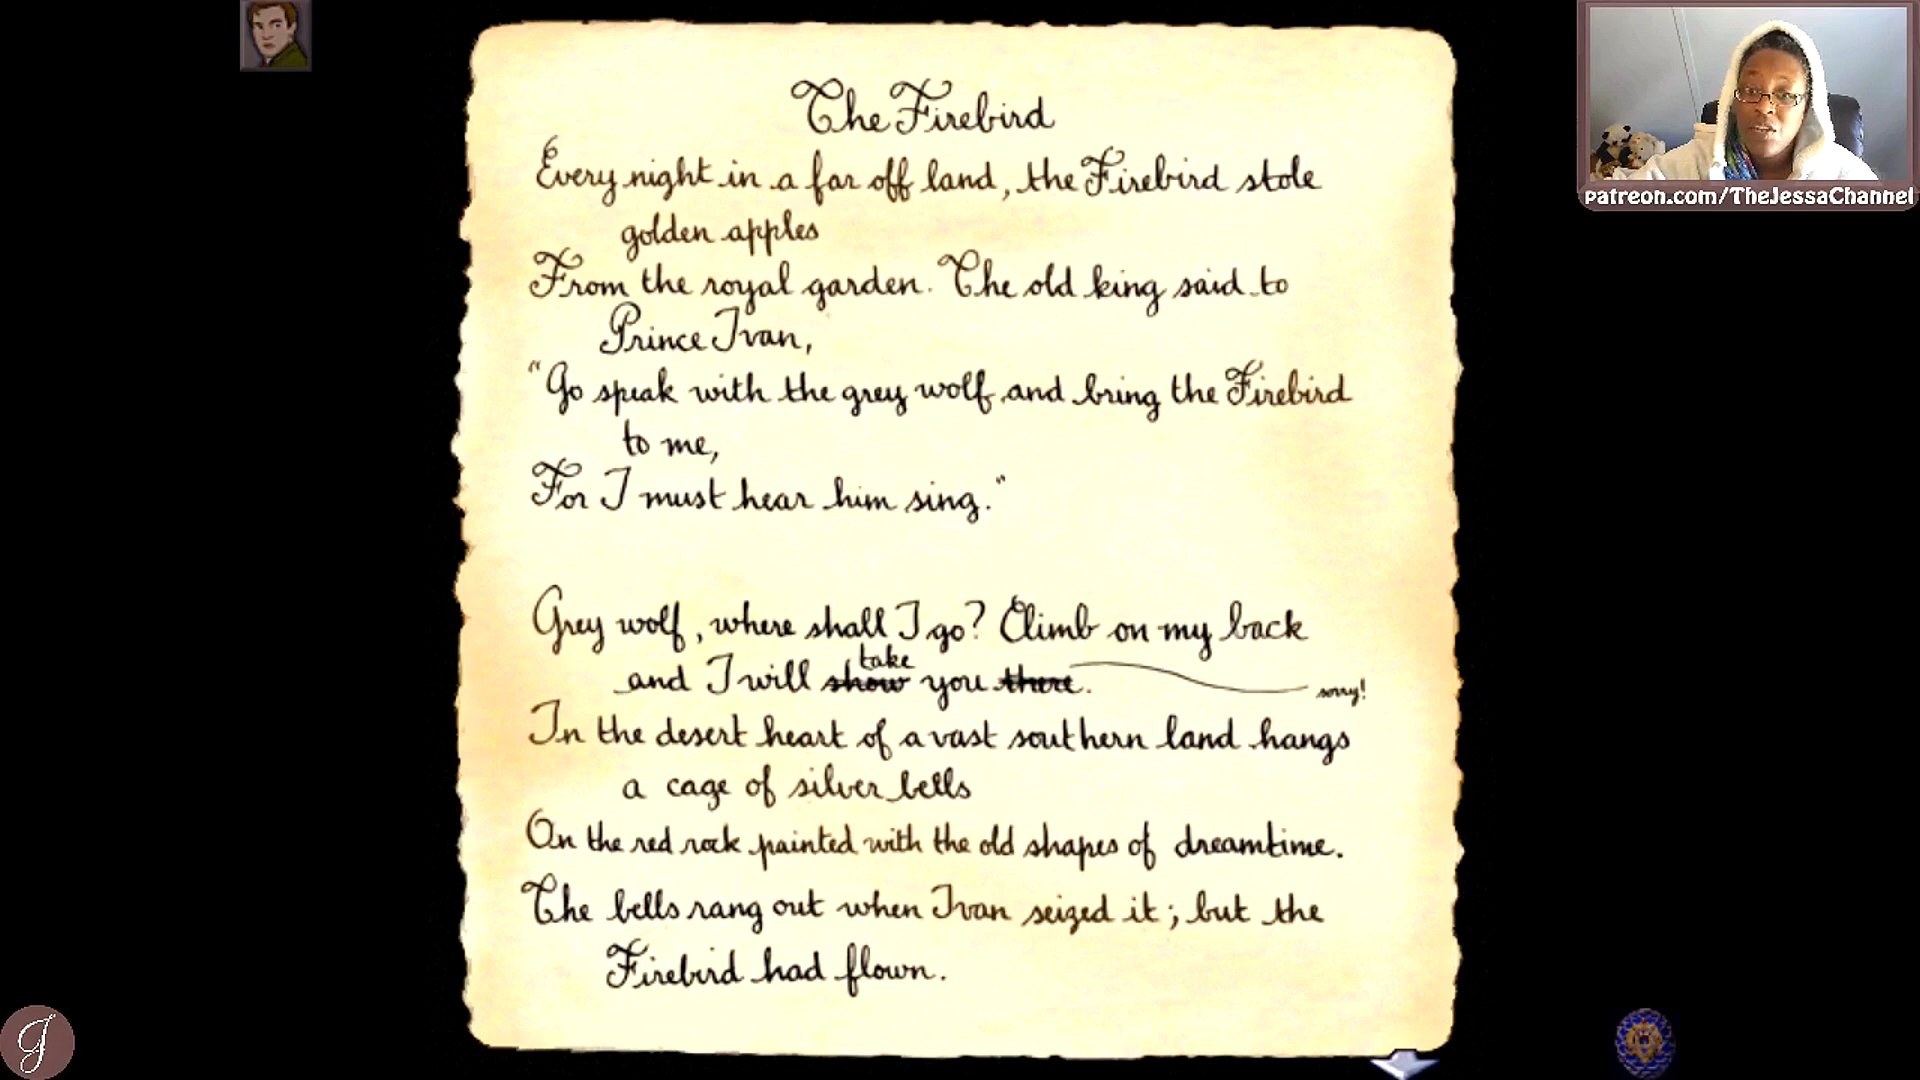 The Firebird
Every night in a far off land, the Firebird stole
golden apples
From the royal garden. The old king said to
Prince Ivan,
"Go speak with the grey wolf and bring the Firebird
to me,
For I must hear him sing."
Grey wolf, where shall I go? Climb on my back
take
and I will show you there.
sorry!
In the desert heart of a vast southern land hangs
a cage of silver bells
On the red rock painted with the old shapes of dreamtime.
The bells rang out when Ivan seized it; but the
Firebird had flown.
patreon.com/TheJessaChannel
J